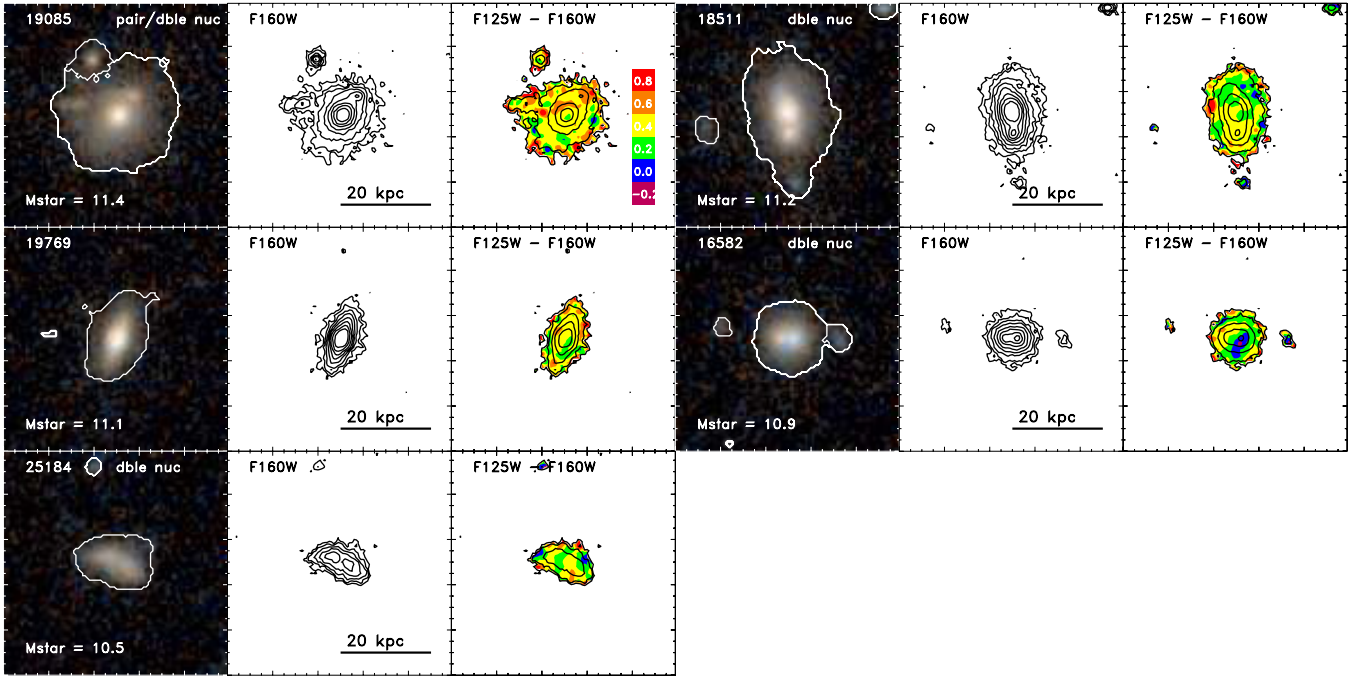 19085 pair/dble nuc
F160W
F125W - F160W
0.8
0.6
0.4
0.2
0.0
-0.2
20 kpc
Mstar = 11.4
18511 dble nuc
F160W
F125W - F160W
20 kpc
Mstar = 11.2
19769
F160W
F125W - F160W
20 kpc
Mstar = 11.1
16582 dble nuc
F160W
F125W - F160W
20 kpc
Mstar = 10.9
25184 dble nuc
F160W
F125W - F160W
20 kpc
Mstar = 10.5